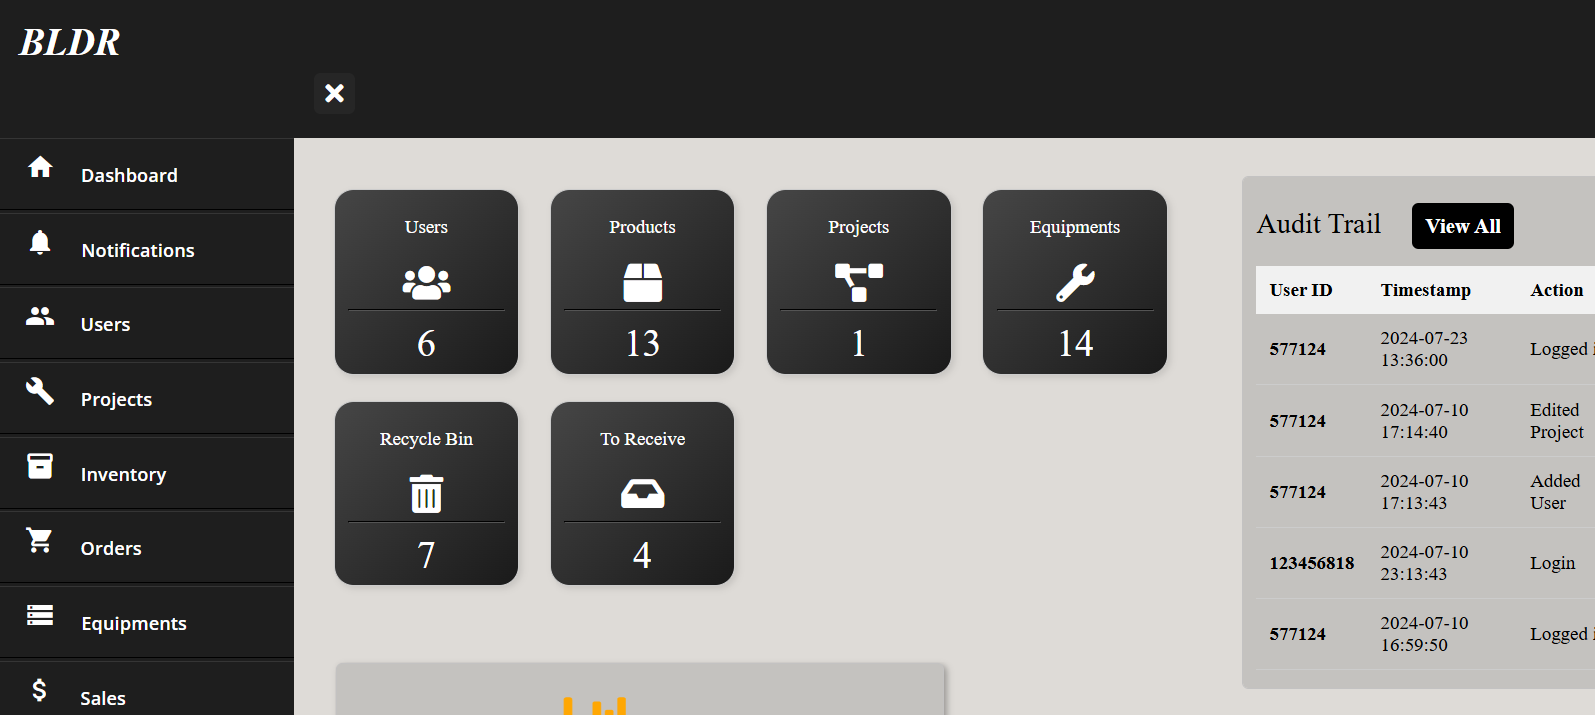 BLDR
Dashboard
Notifications
Users
Projects
Inventory
Orders
Equipments
Sales
Users
6
Products
13
Projects
1
Equipments
14
Recycle Bin
7
To Receive
4
Audit Trail
View All
User ID Timestamp Action
577124 2024-07-23 13:36:00 Logged i
577124 2024-07-10 17:14:40 Edited Project
577124 2024-07-10 17:13:43 Added User
123456818 2024-07-10 23:13:43 Login
577124 2024-07-10 16:59:50 Logged i